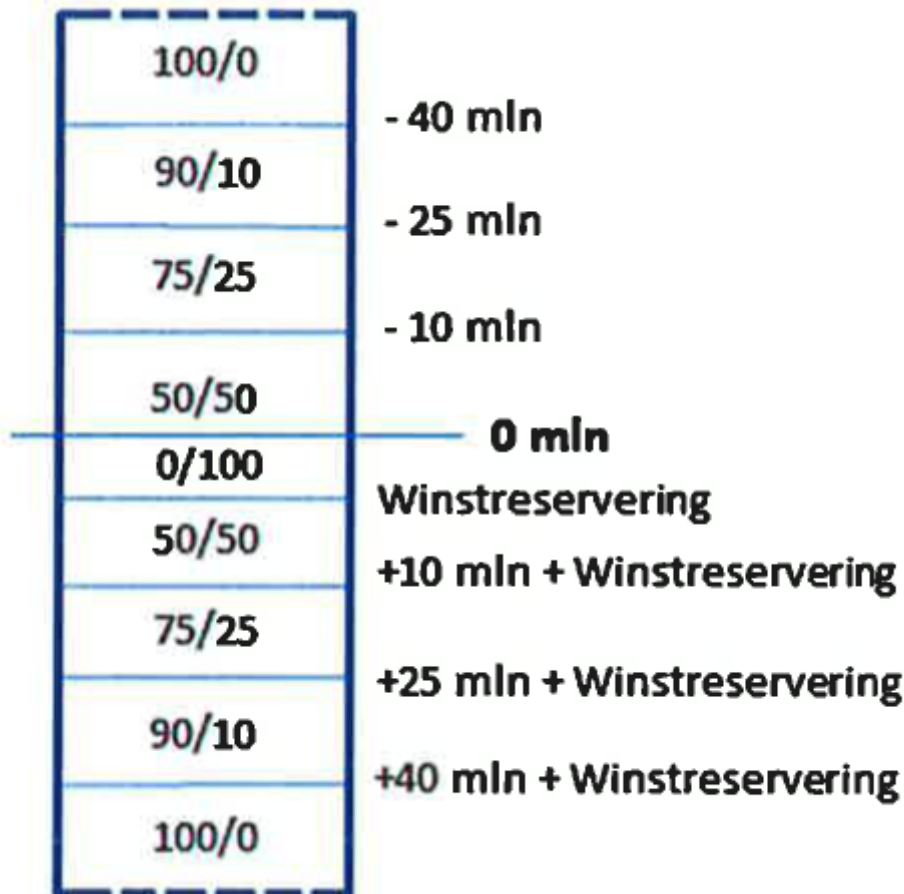 100/0
- 40 mln
90/10
- 25 mln
75/25
- 10 mln
50/50
0 mln
0/100
Winstreservering
50/50
+10 mln + Winstreservering
75/25
+25 mln + Winstreservering
90/10
+40 mln + Winstreservering
100/0